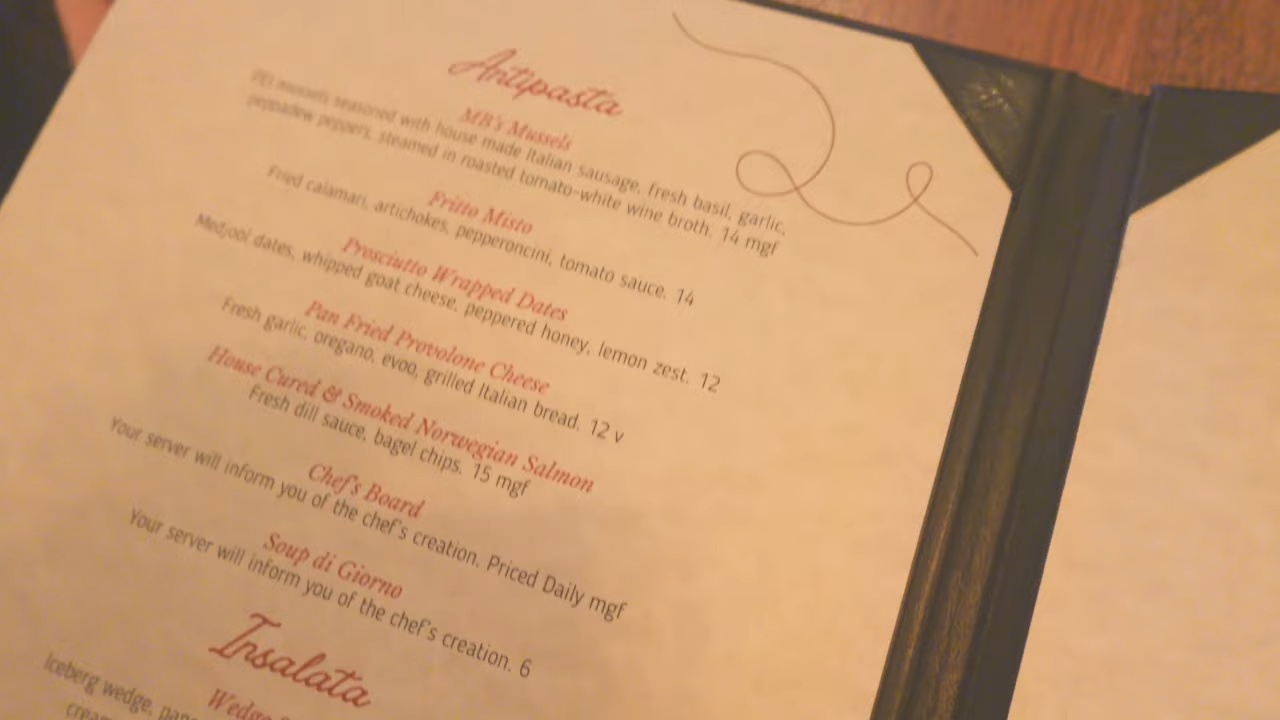 Antipasta
MB's Mussels
PEI mussels seasoned with house made Italian sausage, fresh basil, garlic,
peppadew peppers, steamed in roasted tomato-white wine broth. 14 mgf
Fritto Misto
Fried calamari, artichokes, pepperoncini, tomato sauce. 14
Prosciutto Wrapped Dates
Medjool dates, whipped goat cheese, peppered honey, lemon zest. 12
Pan Fried Provolone Cheese
Fresh garlic, oregano, evoo, grilled Italian bread. 12 v
House Cured & Smoked Norwegian Salmon
Fresh dill sauce, bagel chips. 15 mgf
Chef's Board
Your server will inform you of the chef's creation. Priced Daily mgf
Soup di Giorno
Your server will inform you of the chef's creation. 6
Insalata
Wedge
Iceberg wedge,